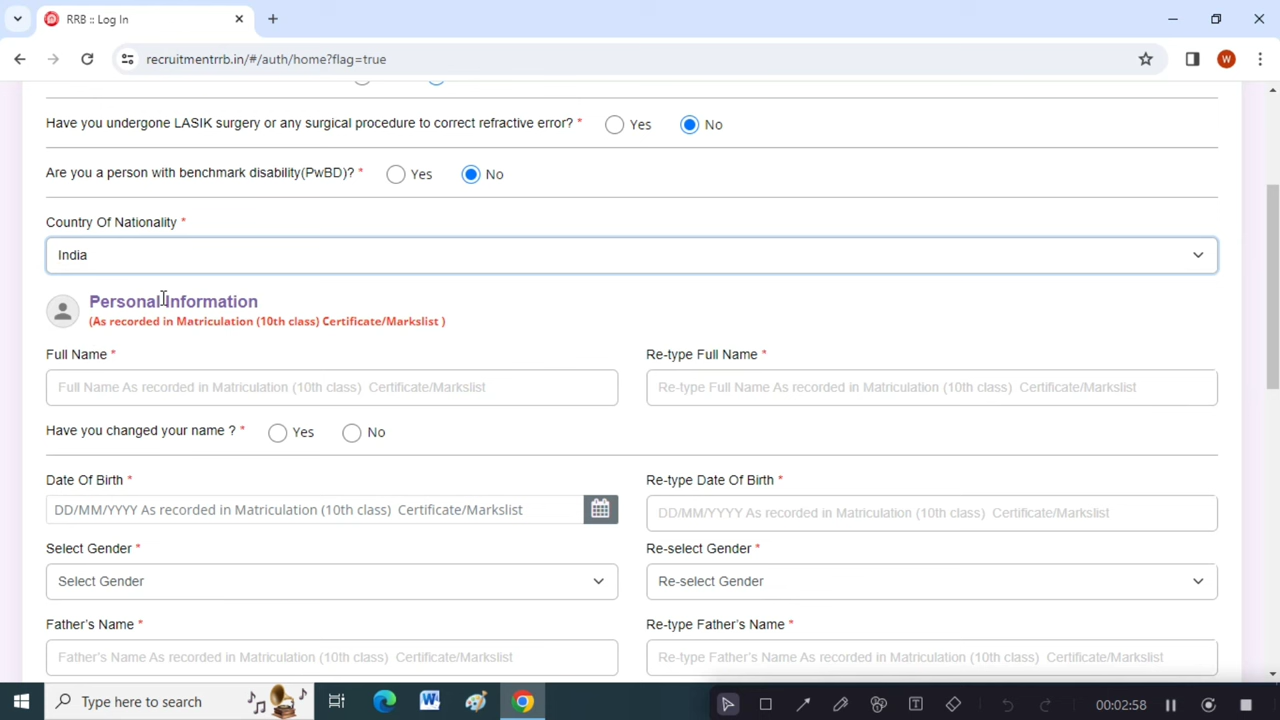 RRB :: Log In
recruitmentrrb.in/#/auth/home?flag=true
W
Have you undergone LASIK surgery or any surgical procedure to correct refractive error? * Yes No
Are you a person with benchmark disability(PwBD)? * Yes No
Country Of Nationality *
India
Personal Information
(As recorded in Matriculation (10th class) Certificate/Markslist )
Full Name * Re-type Full Name *
Full Name As recorded in Matriculation (10th class) Certificate/Markslist Re-type Full Name As recorded in Matriculation (10th class) Certificate/Markslist
Have you changed your name ? * Yes No
Date Of Birth * Re-type Date Of Birth *
DD/MM/YYYY As recorded in Matriculation (10th class) Certificate/Markslist DD/MM/YYYY As recorded in Matriculation (10th class) Certificate/Markslist
Select Gender * Re-select Gender *
Select Gender Re-select Gender
Father's Name * Re-type Father's Name *
Father's Name As recorded in Matriculation (10th class) Certificate/Markslist Re-type Father's Name As recorded in Matriculation (10th class) Certificate/Markslist
Type here to search W T 00:02:58